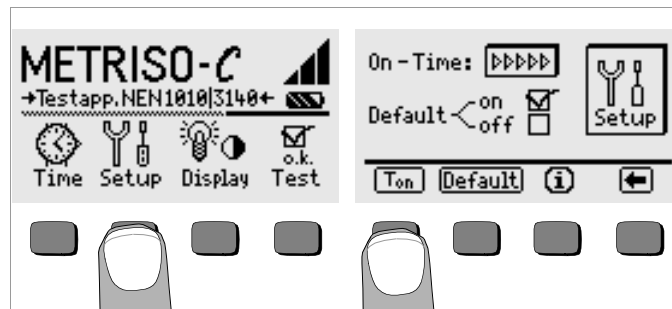 METRISO-C
→Testapp.NEN1010|3140←
Time Setup Display o.k. Test
On-Time: ▷▷▷▷▷
Default on
off
Setup
Ton Default i ←